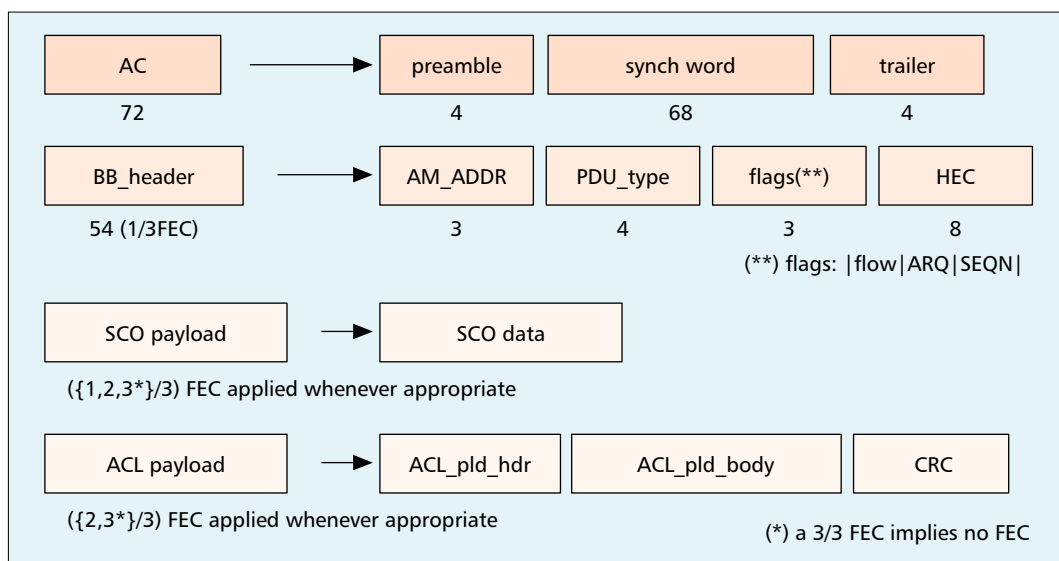 AC preamble synch word trailer
72 4 68 4
BB_header AM_ADDR PDU_type flags(**) HEC
54 (1/3FEC) 3 4 3 8
(**) flags: |flow|ARQ|SEQN|
SCO payload SCO data
({1,2,3*}/3) FEC applied whenever appropriate
ACL payload ACL_pld_hdr ACL_pld_body CRC
({2,3*}/3) FEC applied whenever appropriate
(*) a 3/3 FEC implies no FEC